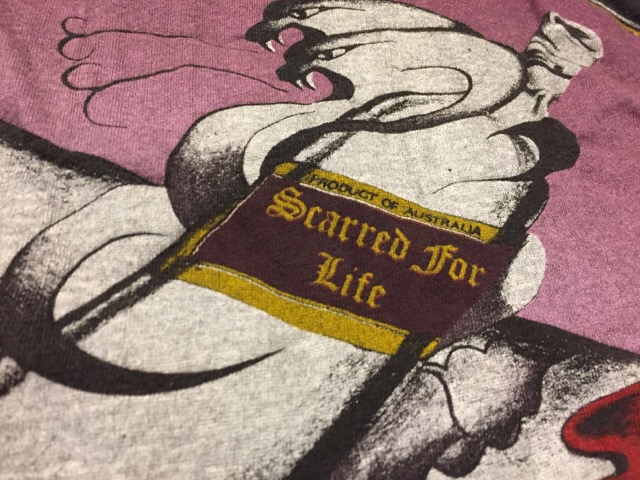 PRODUCT OF AUSTRALIA
Scarred For
Life